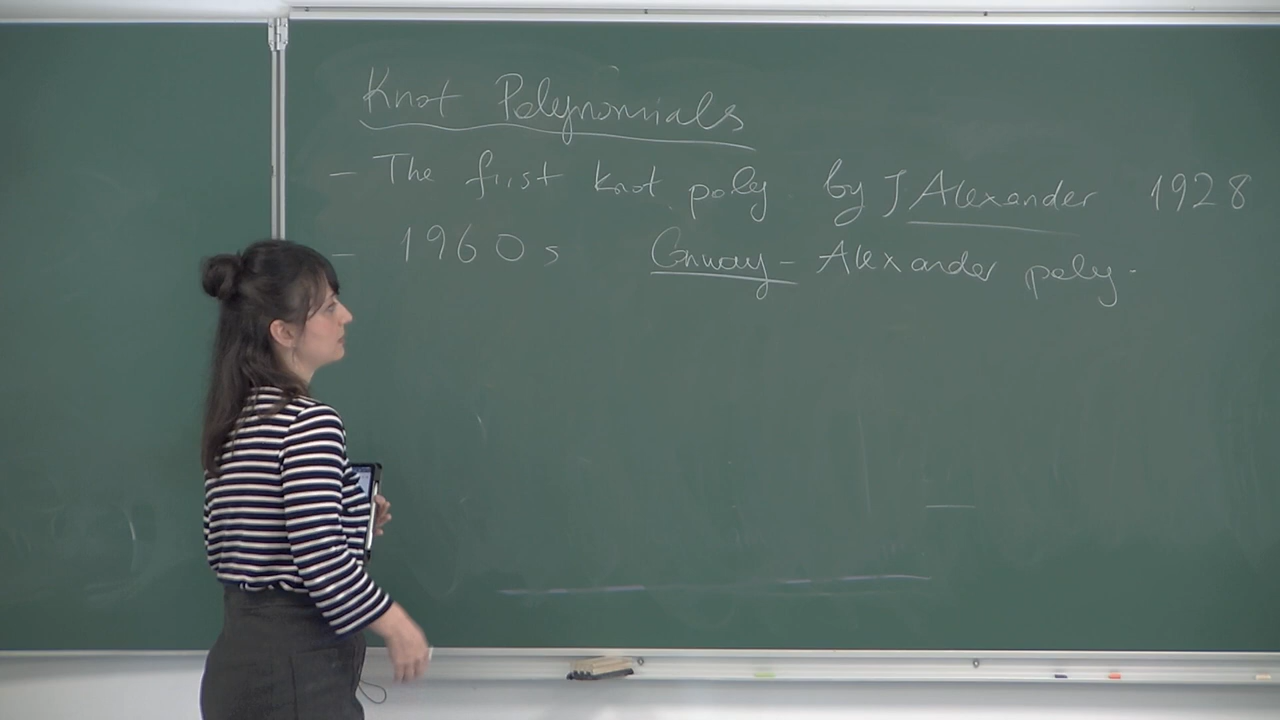 Knot Polynomials
- The first knot poly by J Alexander 1928
- 1960s Conway - Alexander poly.